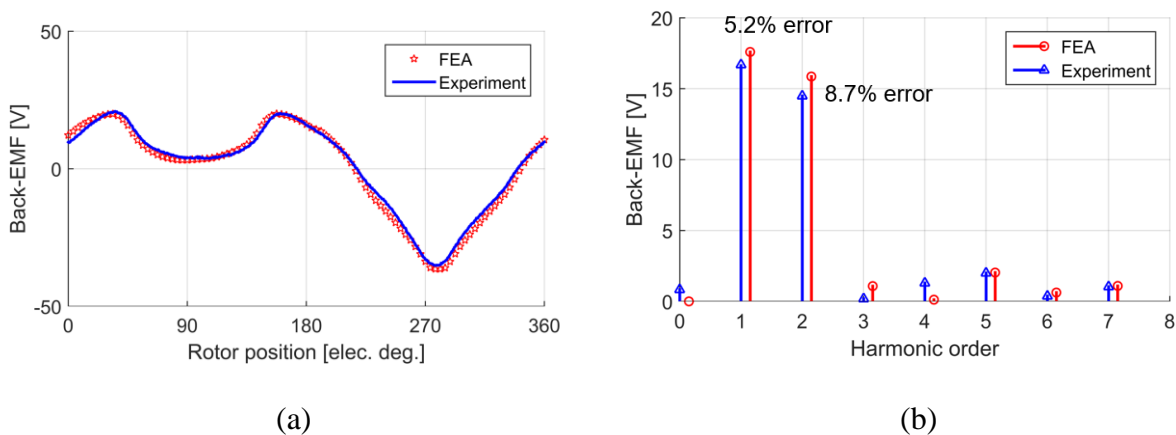 50
0
-50
Back-EMF [V]
FEA
Experiment
0 90 180 270 360
Rotor position [elec. deg.]
(a)
20
15
10
5
0
Back-EMF [V]
5.2% error
8.7% error
FEA
Experiment
0 1 2 3 4 5 6 7 8
Harmonic order
(b)